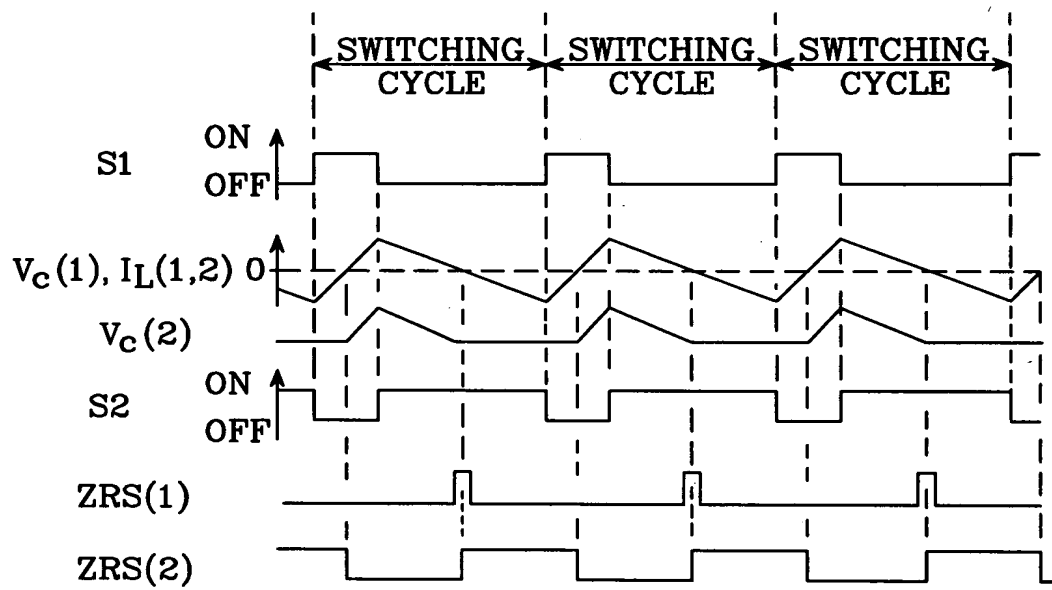 SWITCHING CYCLE
SWITCHING CYCLE
SWITCHING CYCLE
S1
ON
OFF
Vc(1), IL(1,2) 0
Vc(2)
S2
ON
OFF
ZRS(1)
ZRS(2)